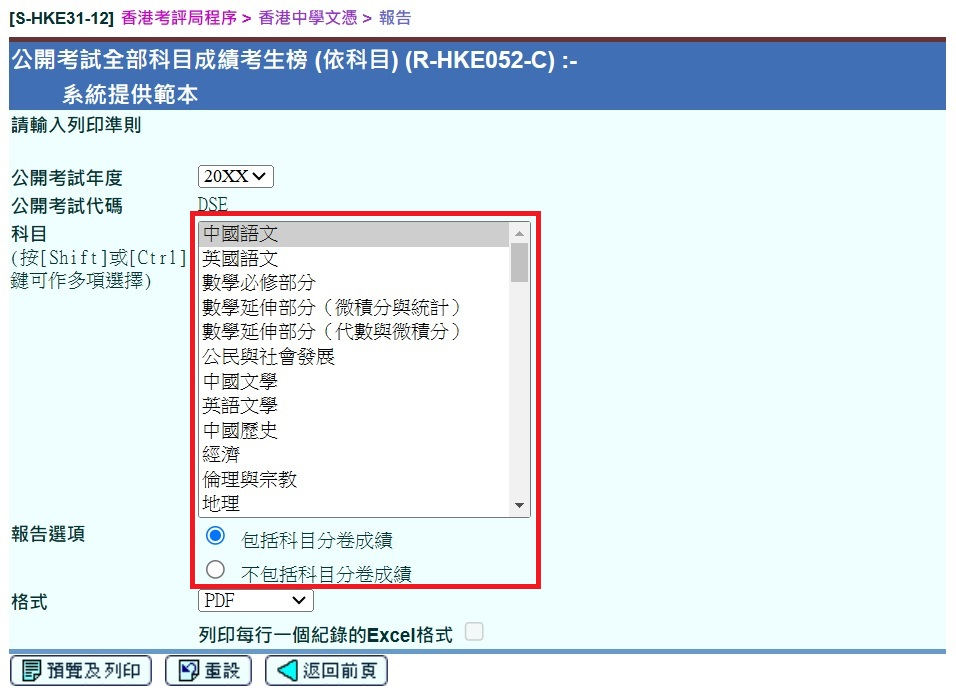 [S-HKE31-12] 香港考評局程序 > 香港中學文憑 > 報告
公開考試全部科目成績考生榜 (依科目) (R-HKE052-C) :-
系統提供範本
請輸入列印準則
公開考試年度 20XX
公開考試代碼 DSE
科目
(按[Shift]或[Ctrl]
鍵可作多項選擇)
中國語文
英國語文
數學必修部分
數學延伸部分（微積分與統計）
數學延伸部分（代數與微積分）
公民與社會發展
中國文學
英語文學
中國歷史
經濟
倫理與宗教
地理
報告選項 包括科目分卷成績
不包括科目分卷成績
格式 PDF
列印每行一個紀錄的Excel格式
預覽及列印 重設 返回前頁